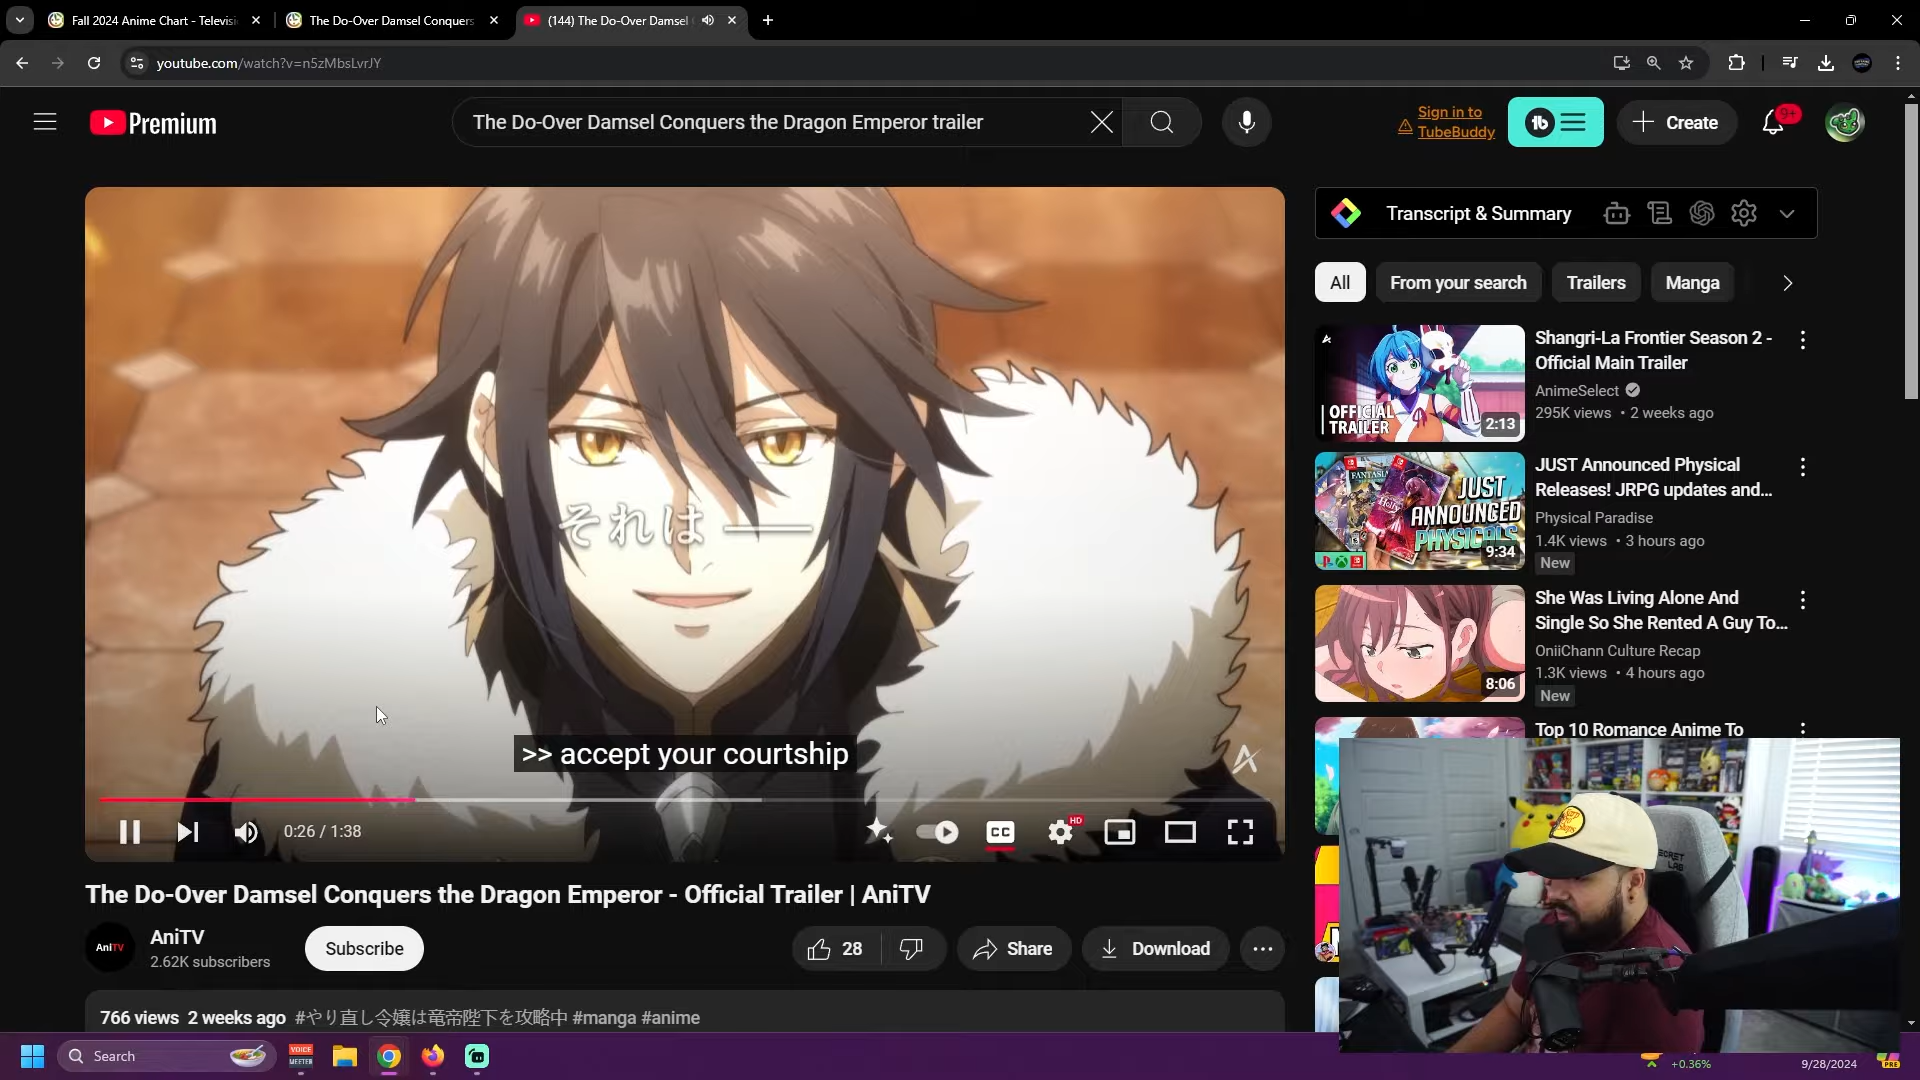 Fall 2024 Anime Chart - Televisi
The Do-Over Damsel Conquers
(144) The Do-Over Damsel
youtube.com/watch?v=n5zMbsLvrJY
Premium
The Do-Over Damsel Conquers the Dragon Emperor trailer
Sign in to
TubeBuddy
Create
9+
それは ――
>> accept your courtship
0:26 / 1:38
CC
HD
The Do-Over Damsel Conquers the Dragon Emperor - Official Trailer | AniTV
AniTV
AniTV
2.62K subscribers
Subscribe
28
Share
Download
766 views 2 weeks ago #やり直し令嬢は竜帝陛下を攻略中 #manga #anime
Transcript & Summary
All
From your search
Trailers
Manga
OFFICIAL
TRAILER
2:13
Shangri-La Frontier Season 2 -
Official Main Trailer
AnimeSelect
295K views • 2 weeks ago
JUST
ANNOUNCED
PHYSICALS
9:34
JUST Announced Physical
Releases! JRPG updates and...
Physical Paradise
1.4K views • 3 hours ago
New
8:06
She Was Living Alone And
Single So She Rented A Guy To...
OniiChann Culture Recap
1.3K views • 4 hours ago
New
Top 10 Romance Anime To
SECRET
LAB
Search
VOICE
MEETER
+0.36%
9/28/2024
PRE